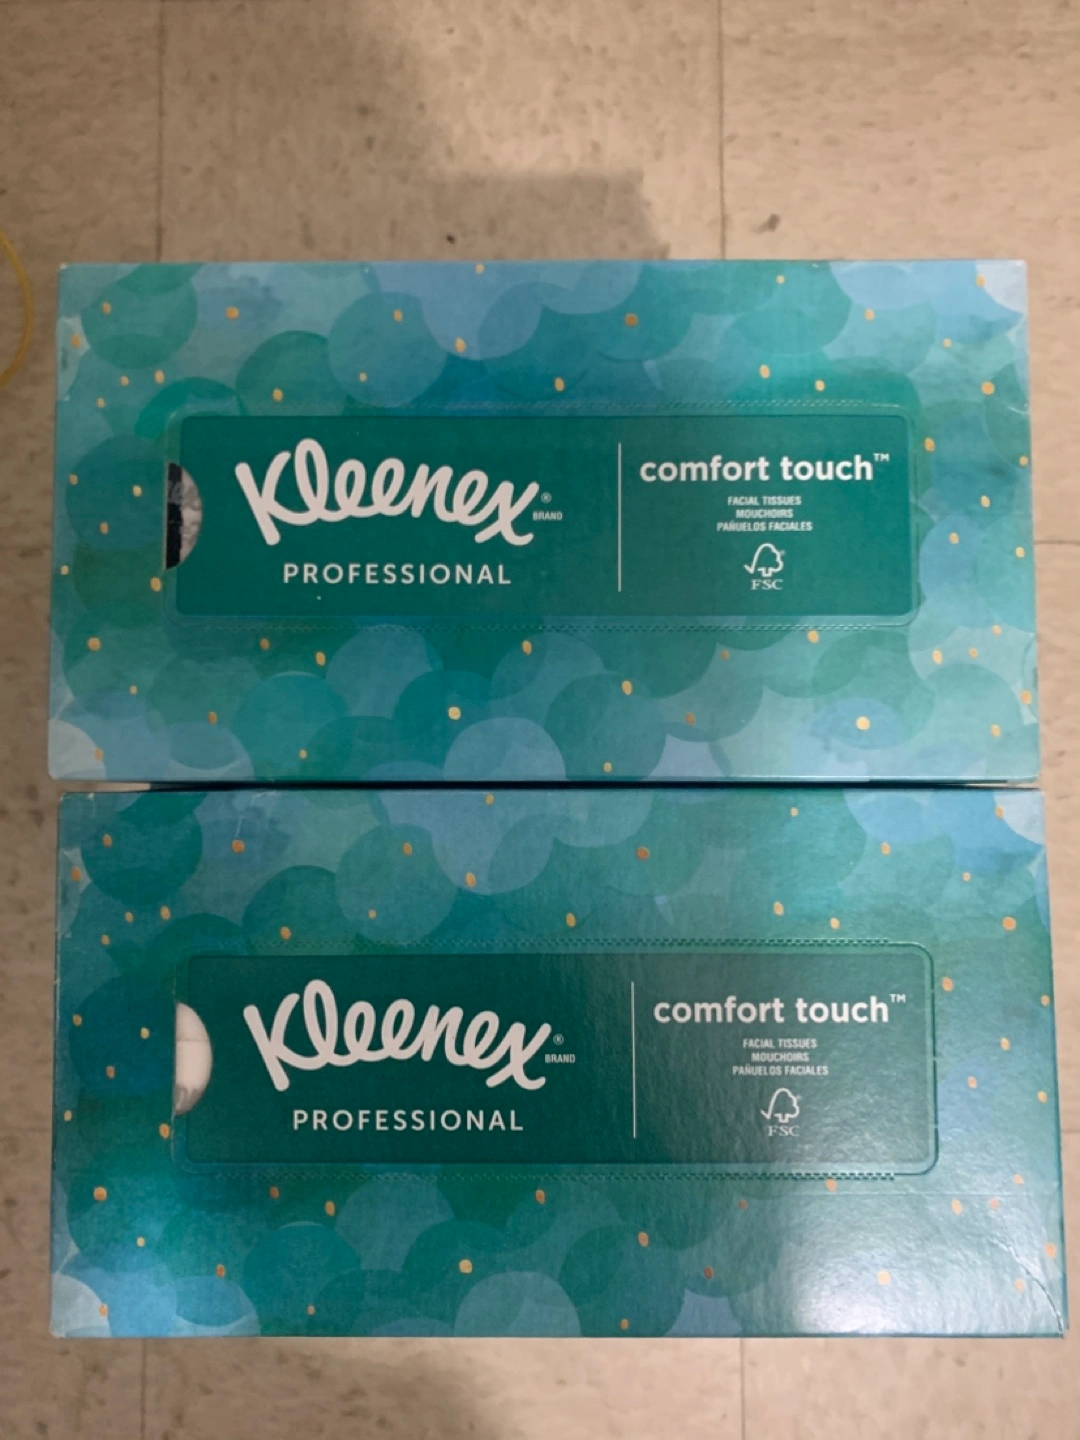 Kleenex® BRAND
PROFESSIONAL
comfort touch™
FACIAL TISSUES
MOUCHOIRS
PAÑUELOS FACIALES
FSC
Kleenex® BRAND
PROFESSIONAL
comfort touch™
FACIAL TISSUES
MOUCHOIRS
PAÑUELOS FACIALES
FSC